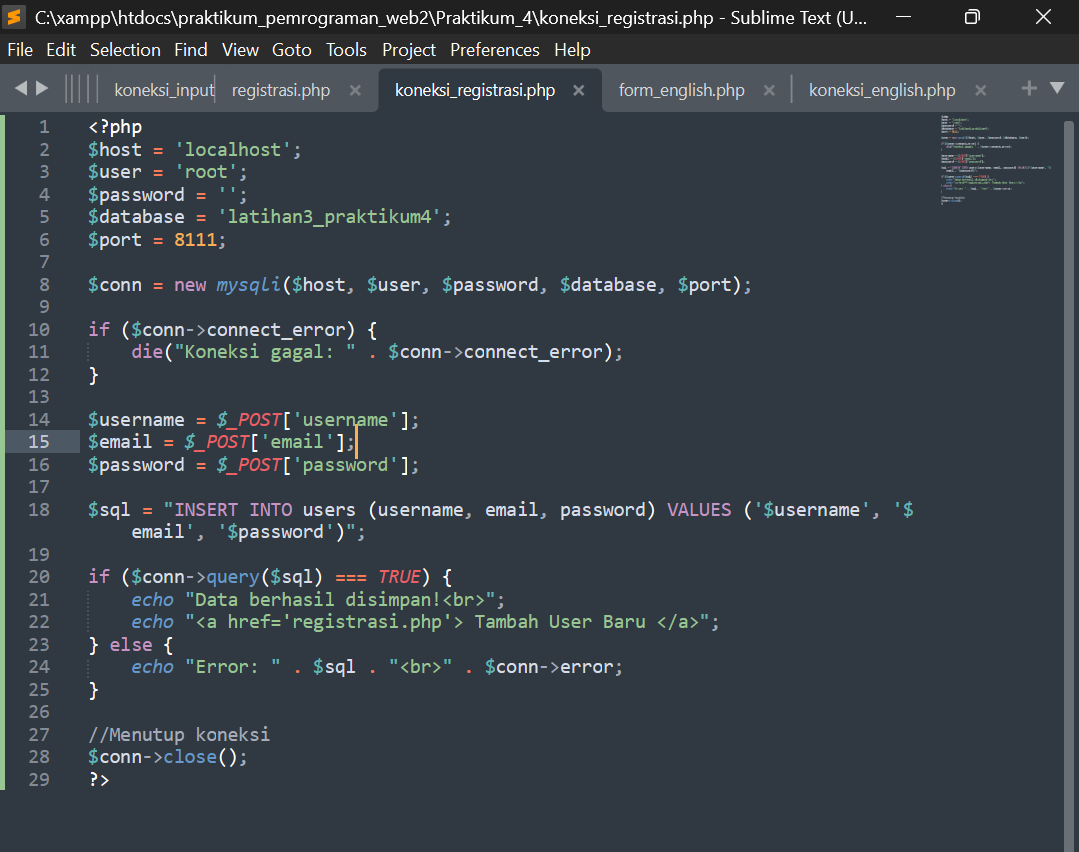 C:\xampp\htdocs\praktikum_pemrograman_web2\Praktikum_4\koneksi_registrasi.php - Sublime Text (U...
File Edit Selection Find View Goto Tools Project Preferences Help
koneksi_input registrasi.php × koneksi_registrasi.php × form_english.php × koneksi_english.php × +
1 <?php
2 $host = 'localhost';
3 $user = 'root';
4 $password = '';
5 $database = 'latihan3_praktikum4';
6 $port = 8111;
7
8 $conn = new mysqli($host, $user, $password, $database, $port);
9
10 if ($conn->connect_error) {
11     die("Koneksi gagal: " . $conn->connect_error);
12 }
13
14 $username = $_POST['username'];
15 $email = $_POST['email'];
16 $password = $_POST['password'];
17
18 $sql = "INSERT INTO users (username, email, password) VALUES ('$username', '$
    email', '$password')";
19
20 if ($conn->query($sql) === TRUE) {
21     echo "Data berhasil disimpan!<br>";
22     echo "<a href='registrasi.php'> Tambah User Baru </a>";
23 } else {
24     echo "Error: " . $sql . "<br>" . $conn->error;
25 }
26
27 //Menutup koneksi
28 $conn->close();
29 ?>